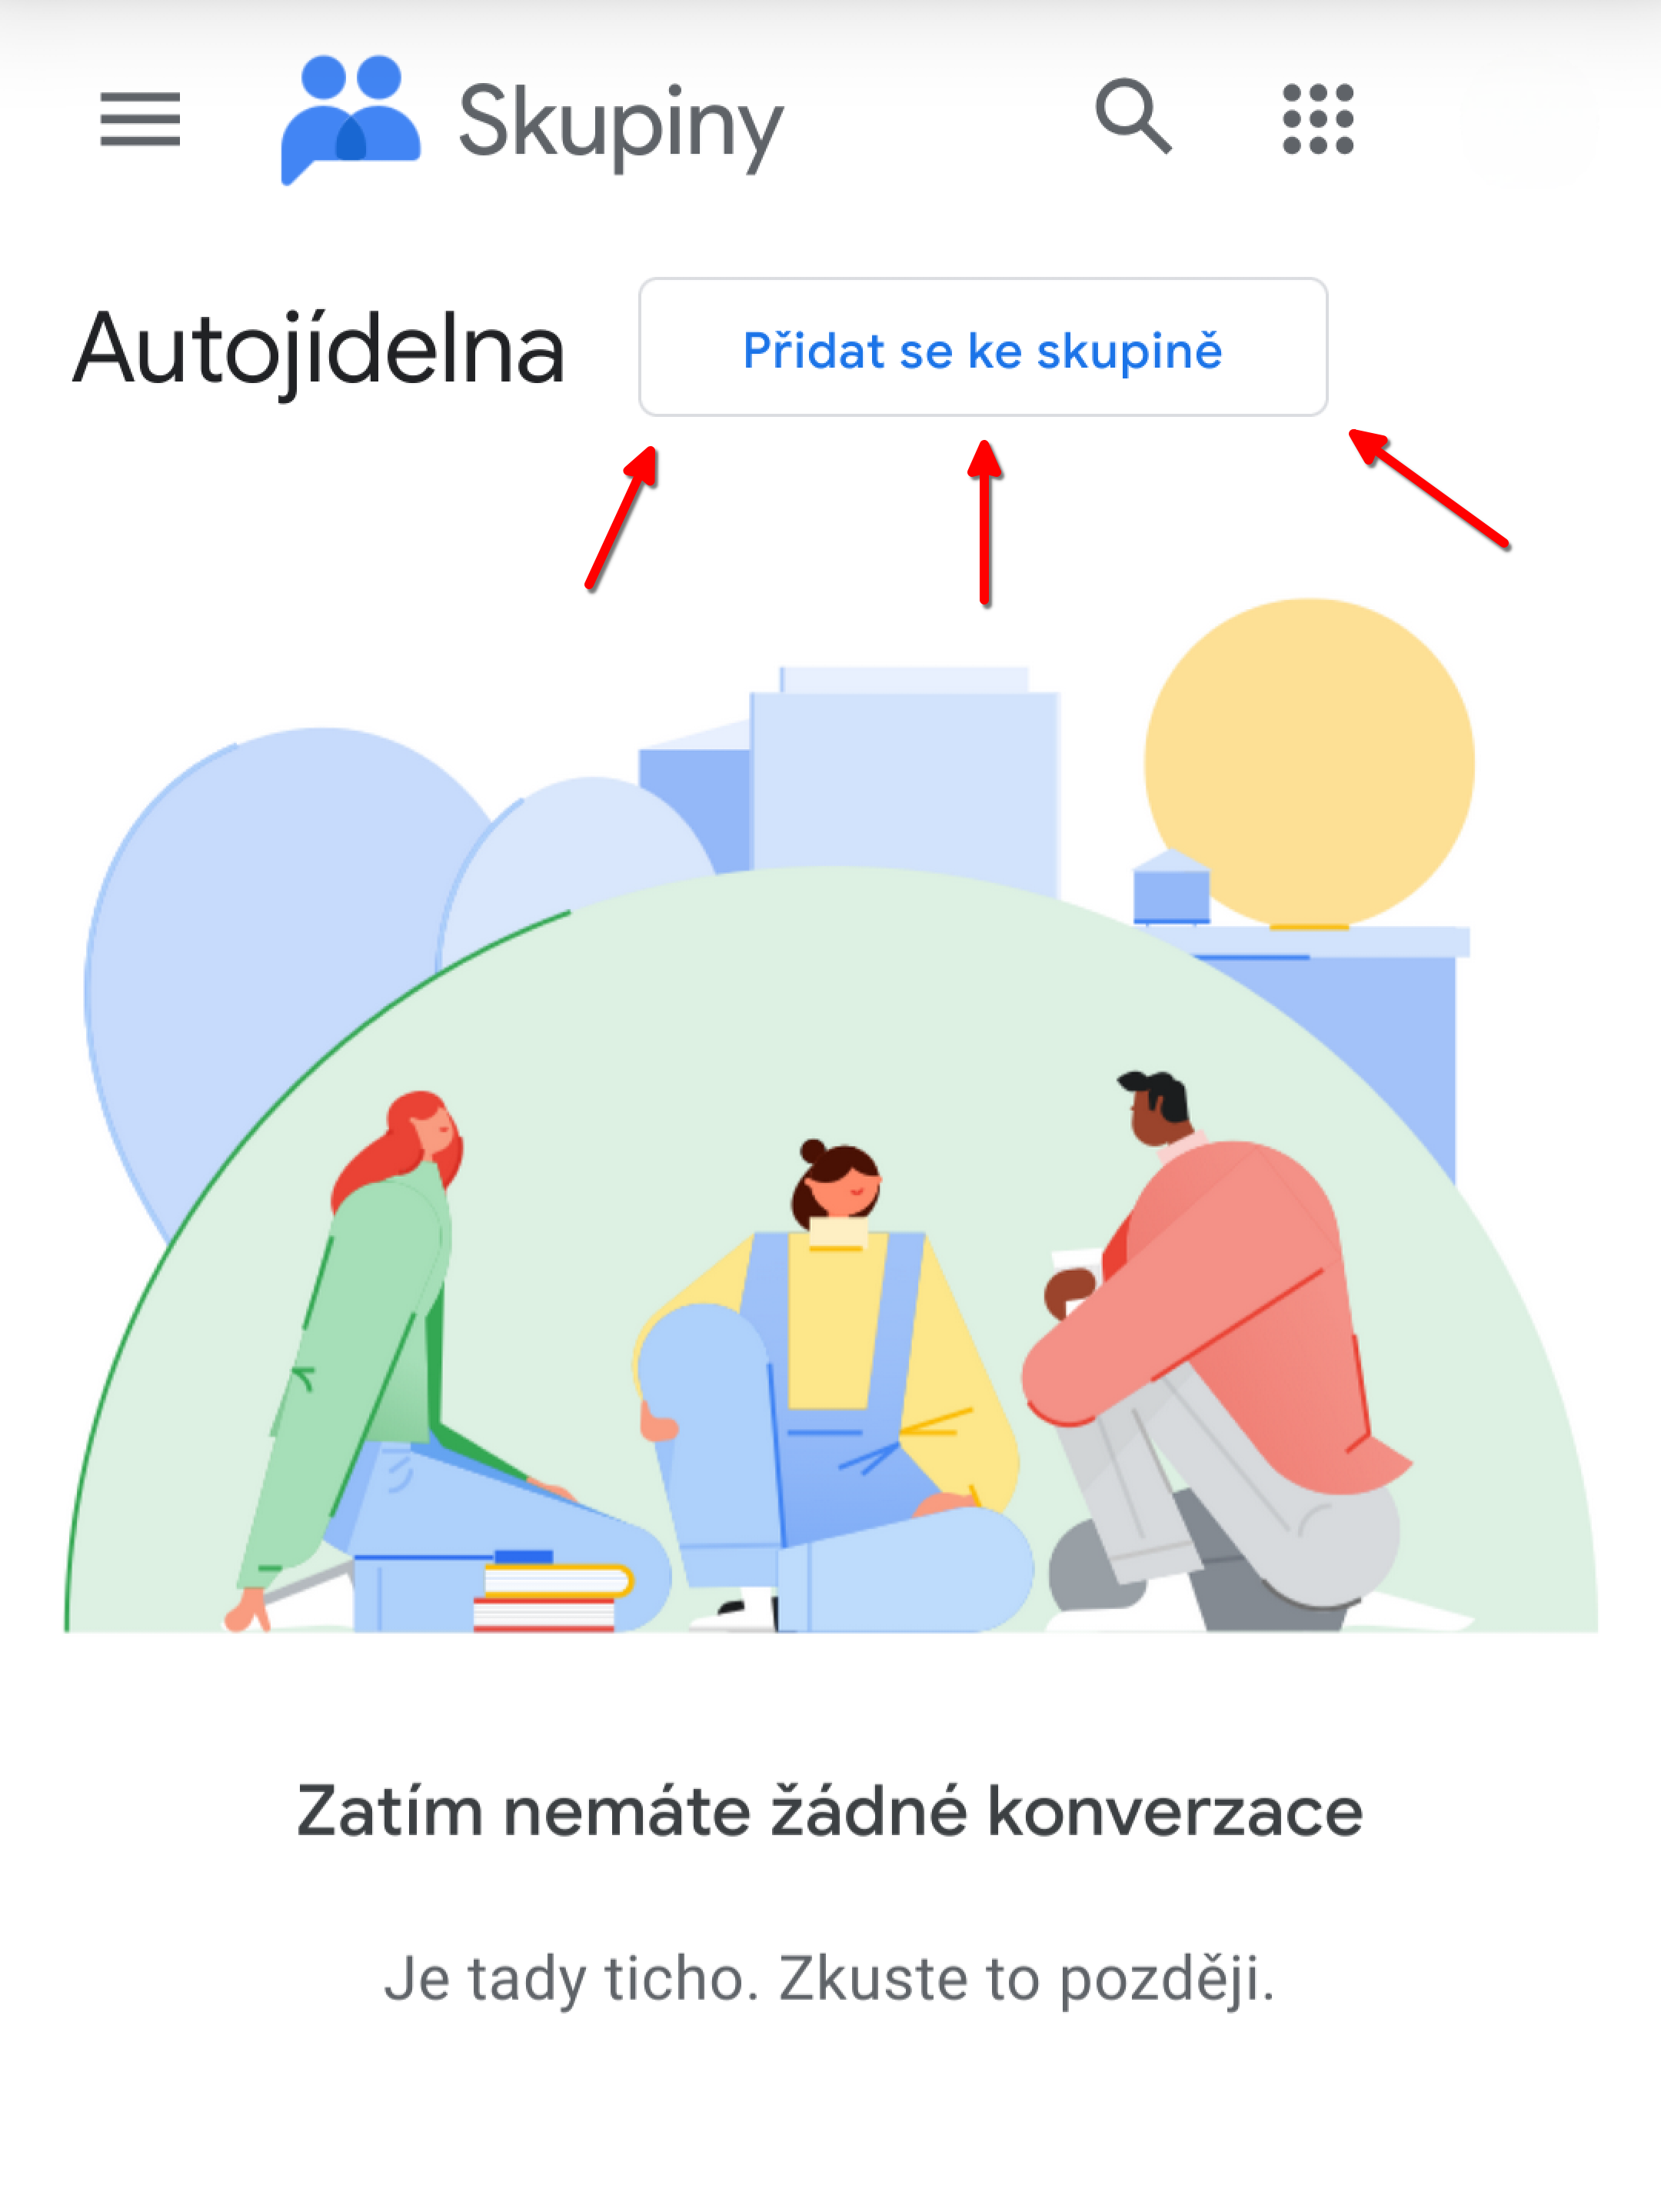 Skupiny
Autojídelna
Přidat se ke skupině
Zatím nemáte žádné konverzace
Je tady ticho. Zkuste to později.